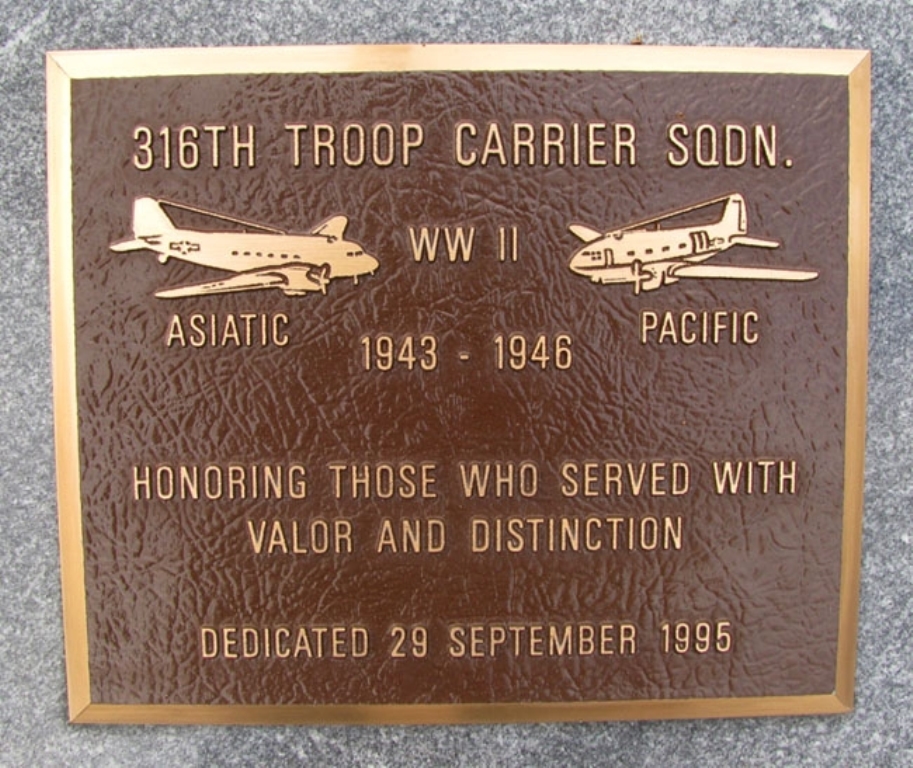 316TH TROOP CARRIER SQDN.
WW II
ASIATIC
PACIFIC
1943 - 1946
HONORING THOSE WHO SERVED WITH
VALOR AND DISTINCTION
DEDICATED 29 SEPTEMBER 1995